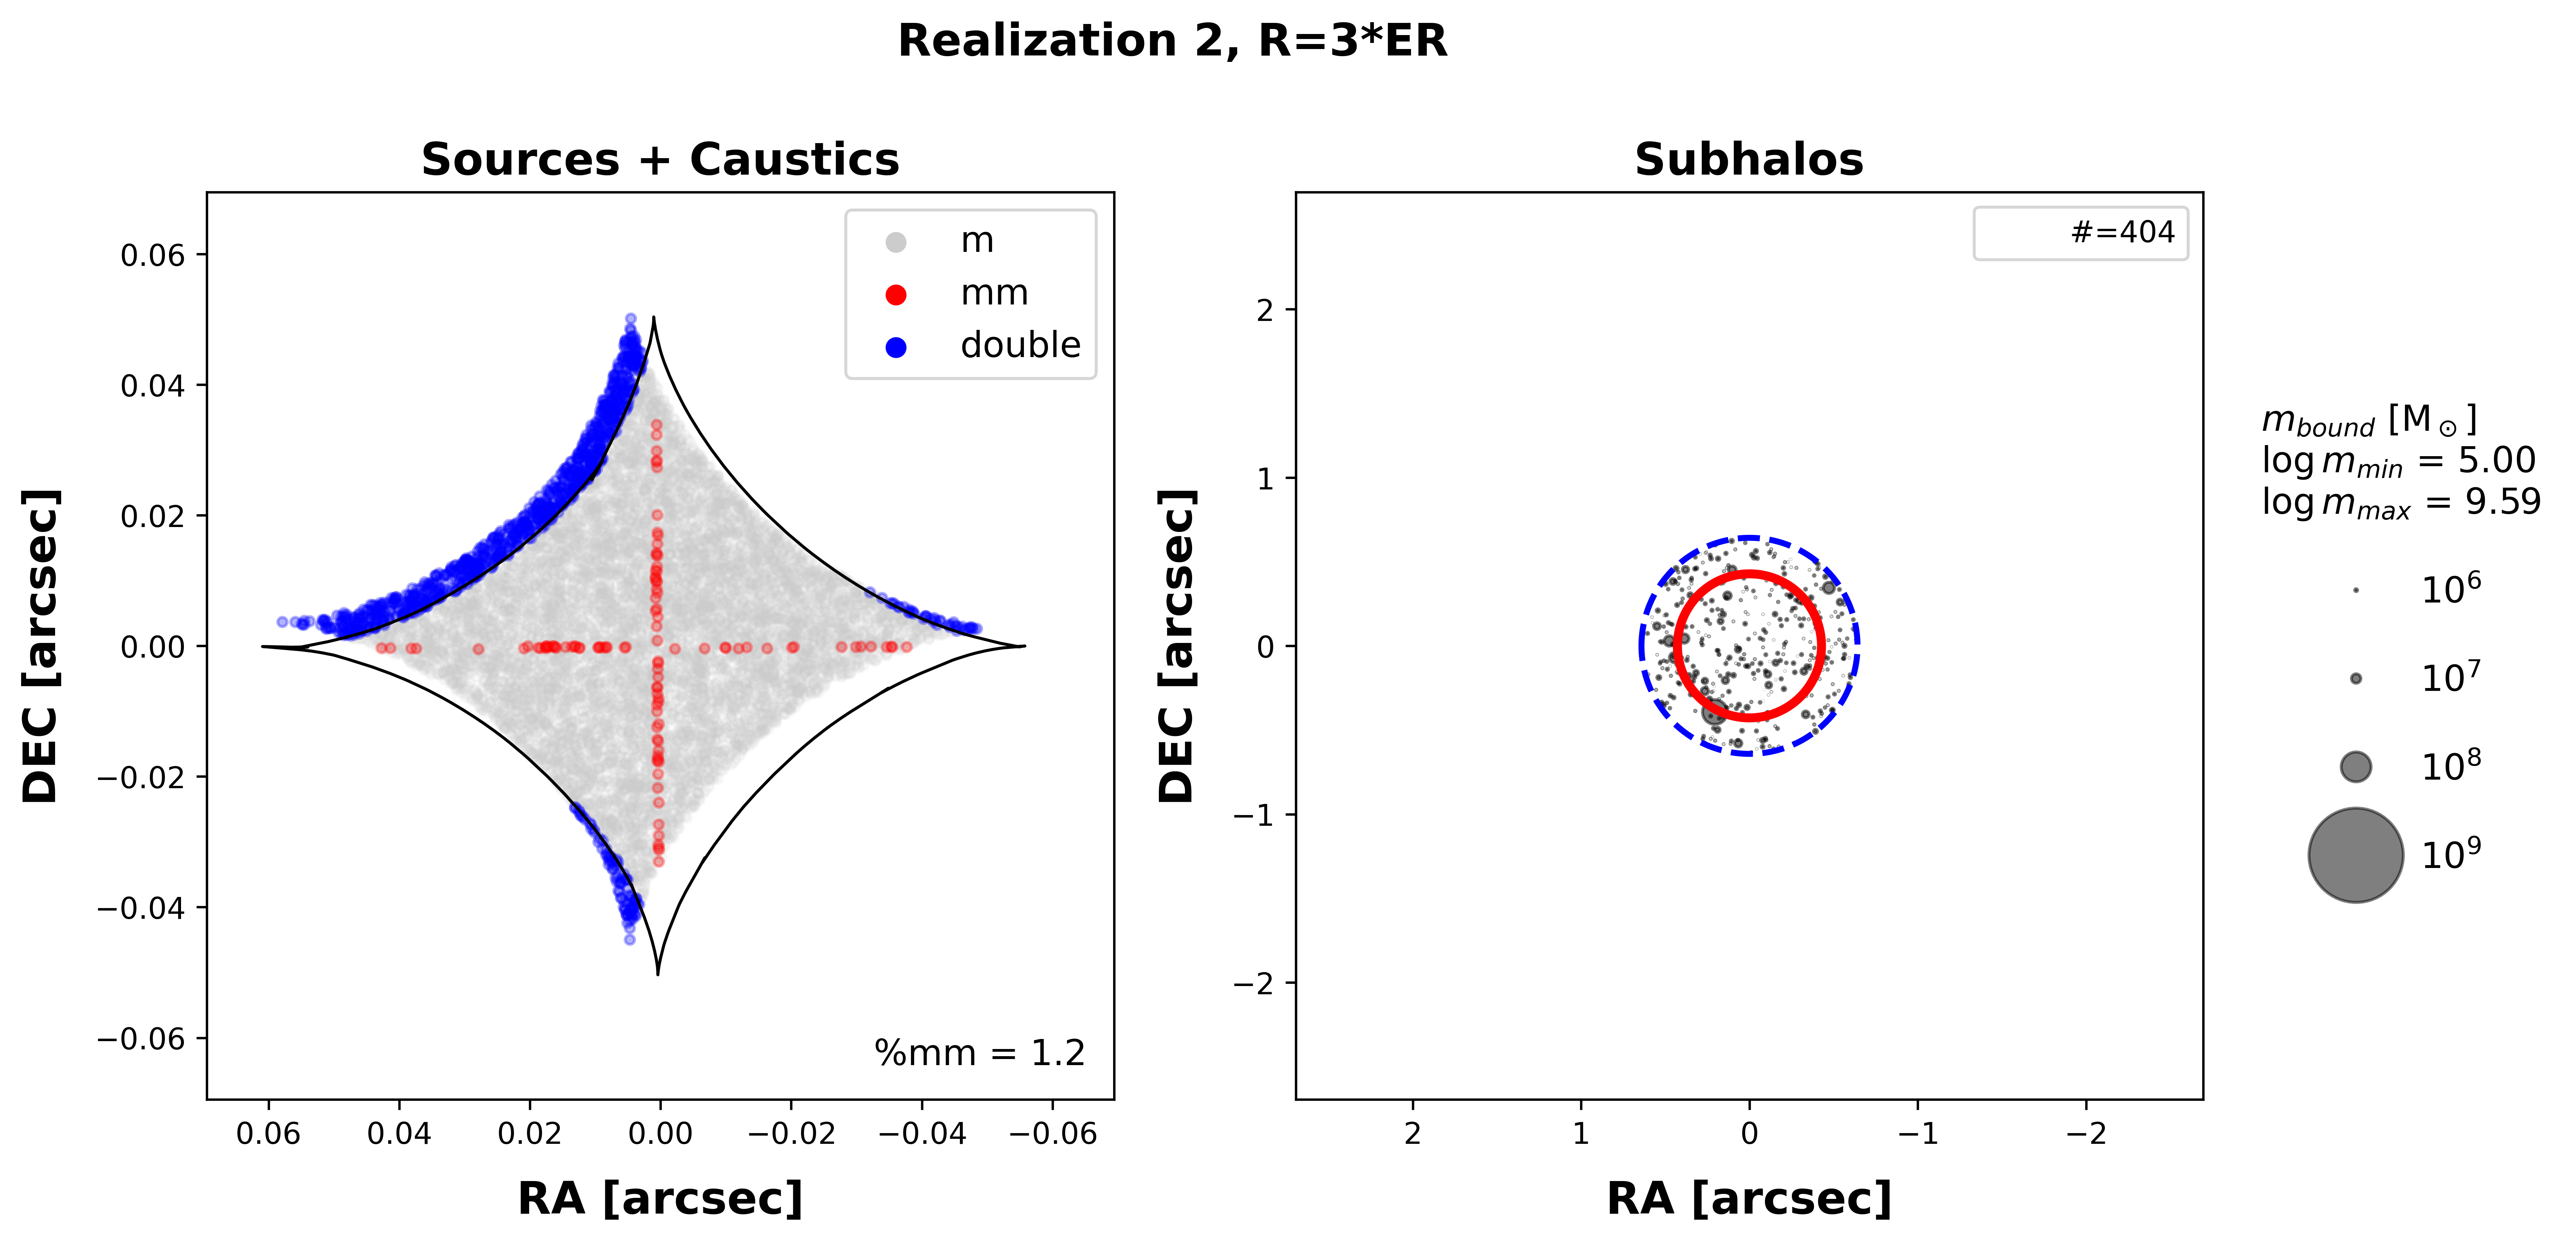 Realization 2, R=3*ER
Sources + Caustics
m
mm
double
%mm = 1.2
0.06
0.04
0.02
0.00
−0.02
−0.04
−0.06
DEC [arcsec]
0.06
0.04
0.02
0.00
−0.02
−0.04
−0.06
RA [arcsec]
Subhalos
#=404
2
1
0
−1
−2
DEC [arcsec]
2
1
0
−1
−2
RA [arcsec]
m_bound [M_⊙]
log m_min = 5.00
log m_max = 9.59
10^6
10^7
10^8
10^9